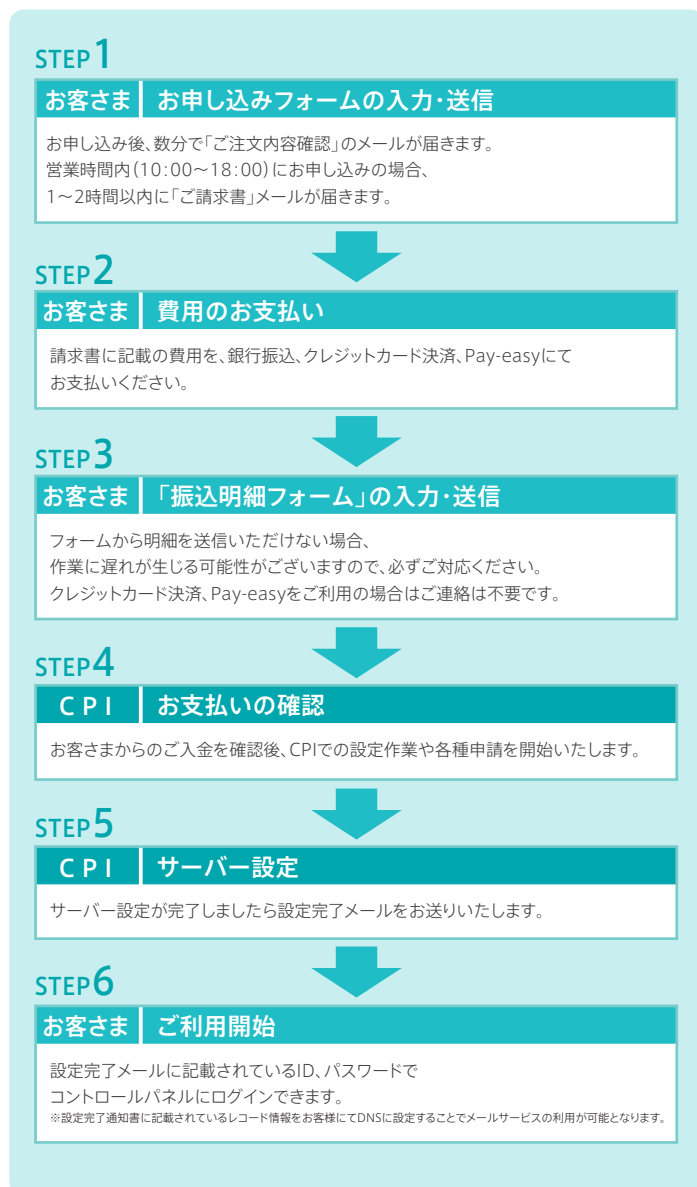 STEP1
お客さま お申し込みフォームの入力・送信
お申し込み後、数分で「ご注文内容確認」のメールが届きます。
営業時間内(10:00～18:00)にお申し込みの場合、
1～2時間以内に「ご請求書」メールが届きます。
STEP2
お客さま 費用のお支払い
請求書に記載の費用を、銀行振込、クレジットカード決済、Pay-easyにて
お支払いください。
STEP3
お客さま 「振込明細フォーム」の入力・送信
フォームから明細を送信いただけない場合、
作業に遅れが生じる可能性がございますので、必ずご対応ください。
クレジットカード決済、Pay-easyをご利用の場合はご連絡は不要です。
STEP4
CPI お支払いの確認
お客さまからのご入金を確認後、CPIでの設定作業や各種申請を開始いたします。
STEP5
CPI サーバー設定
サーバー設定が完了しましたら設定完了メールをお送りいたします。
STEP6
お客さま ご利用開始
設定完了メールに記載されているID、パスワードで
コントロールパネルにログインできます。
※設定完了通知書に記載されているレコード情報をお客様にてDNSに設定することでメールサービスの利用が可能となります。